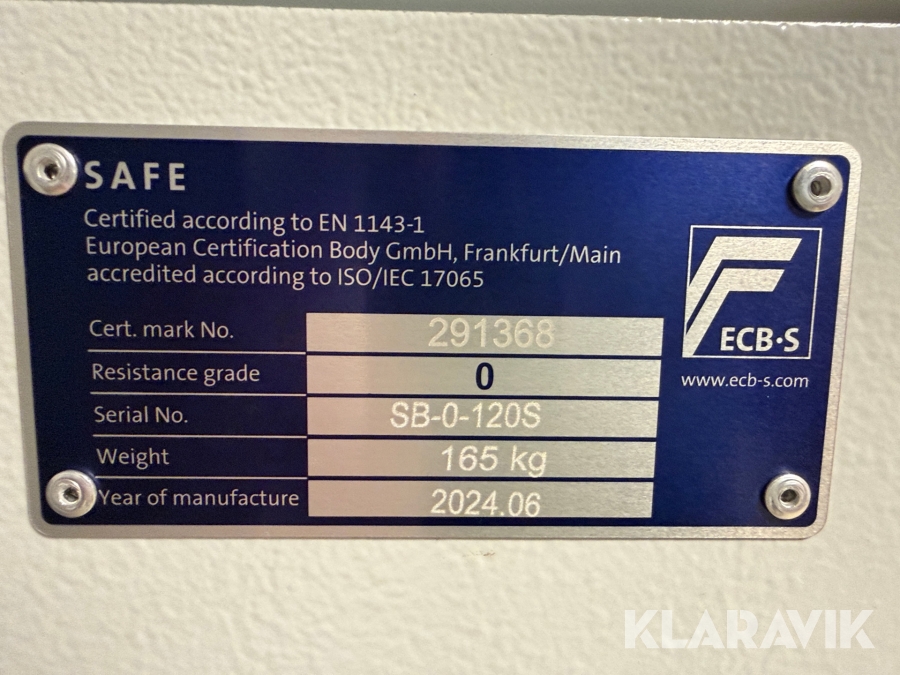 SAFE
Certified according to EN 1143-1
European Certification Body GmbH, Frankfurt/Main
accredited according to ISO/IEC 17065
ECB·S
www.ecb-s.com
Cert. mark No. 291368
Resistance grade 0
Serial No. SB-0-120S
Weight 165 kg
Year of manufacture 2024.06
KLARAVIK